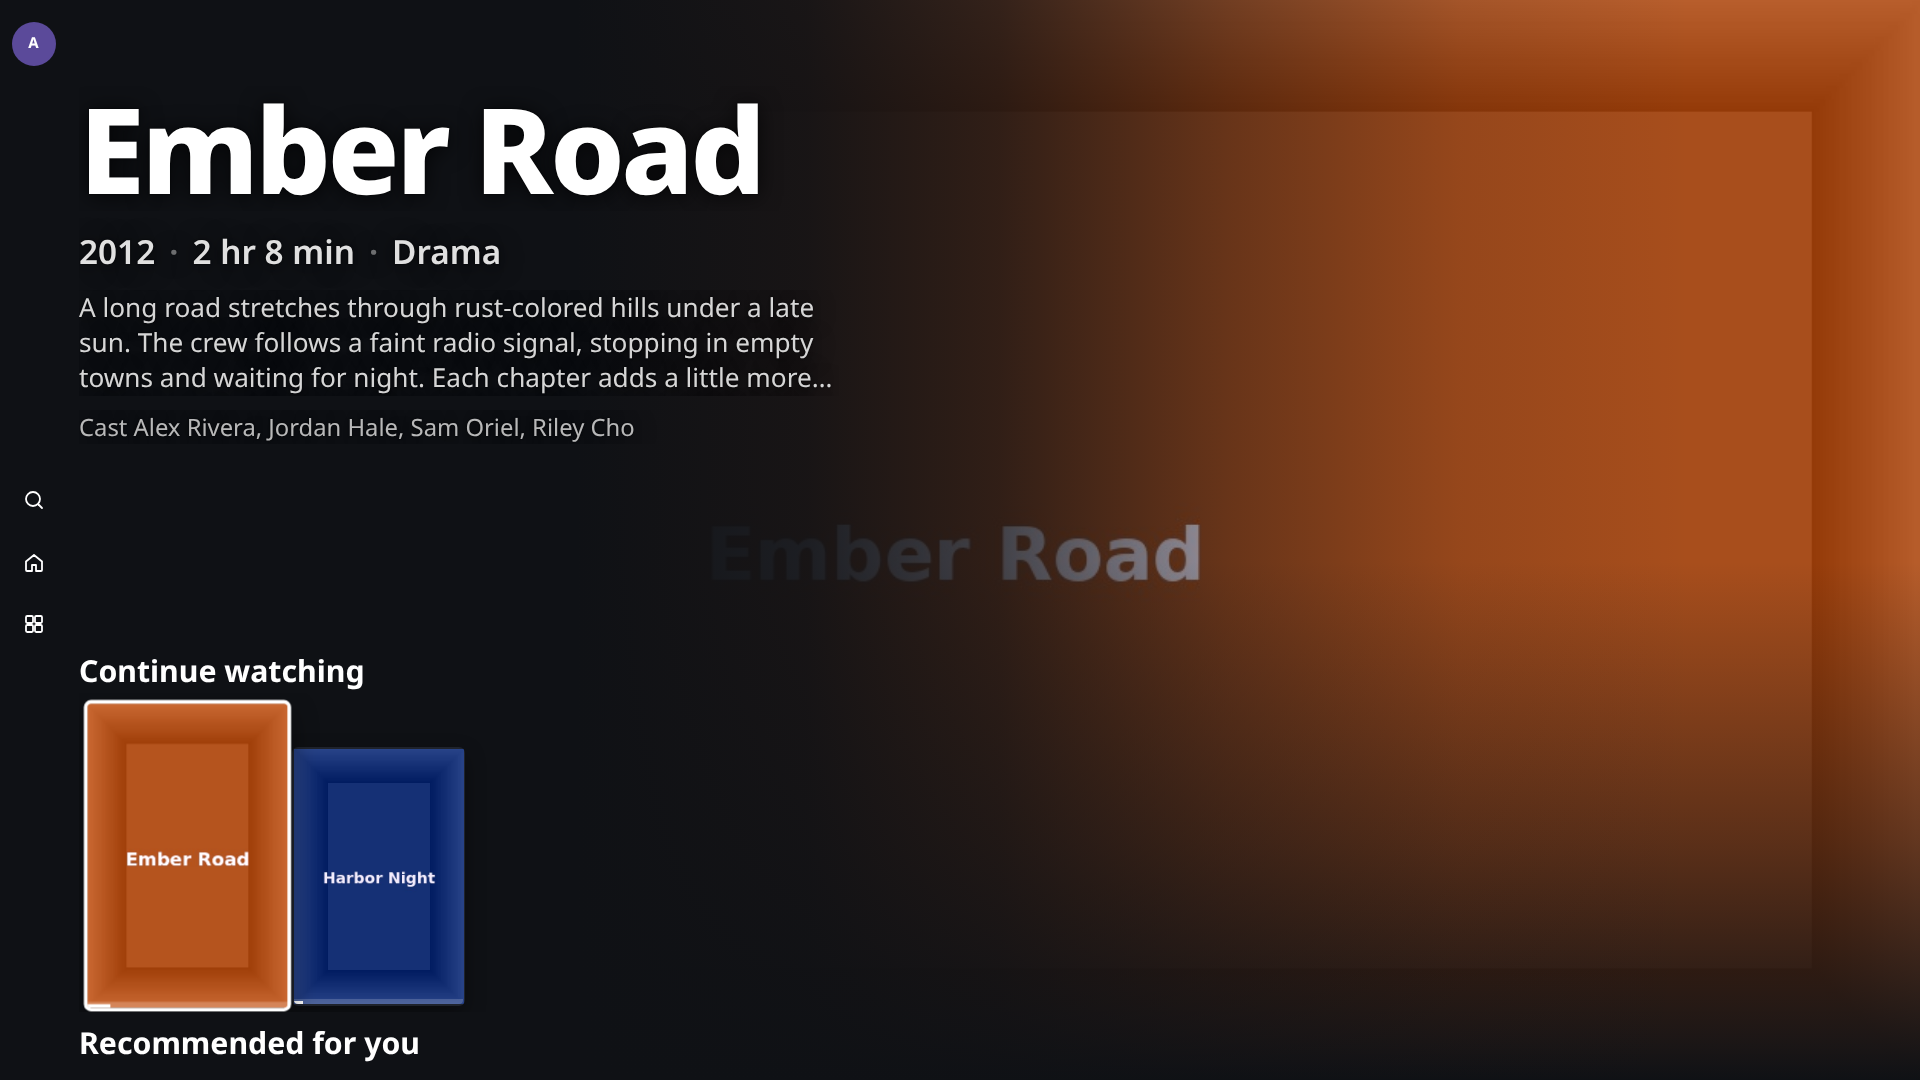 A
Ember Road
2012 · 2 hr 8 min · Drama
A long road stretches through rust-colored hills under a late
sun. The crew follows a faint radio signal, stopping in empty
towns and waiting for night. Each chapter adds a little more...
Cast Alex Rivera, Jordan Hale, Sam Oriel, Riley Cho
Ember Road
Continue watching
Ember Road
Harbor Night
Recommended for you